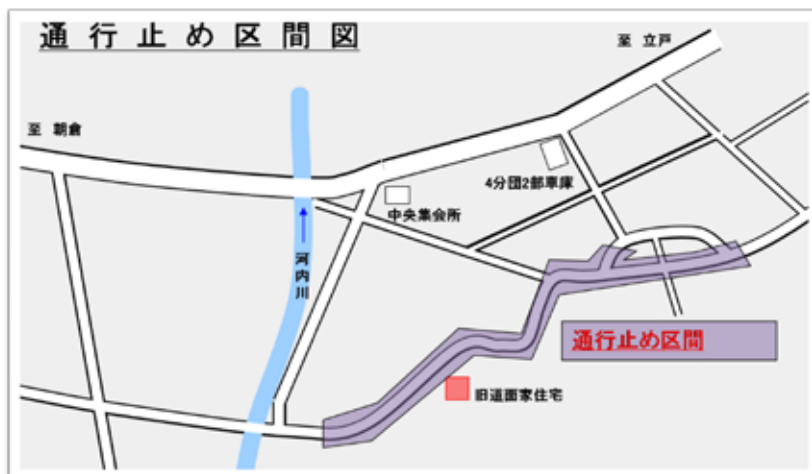 通行止め区間図
至 立戸
至 朝倉
4分団2部車庫
中央集会所
河内川
通行止め区間
旧道面家住宅